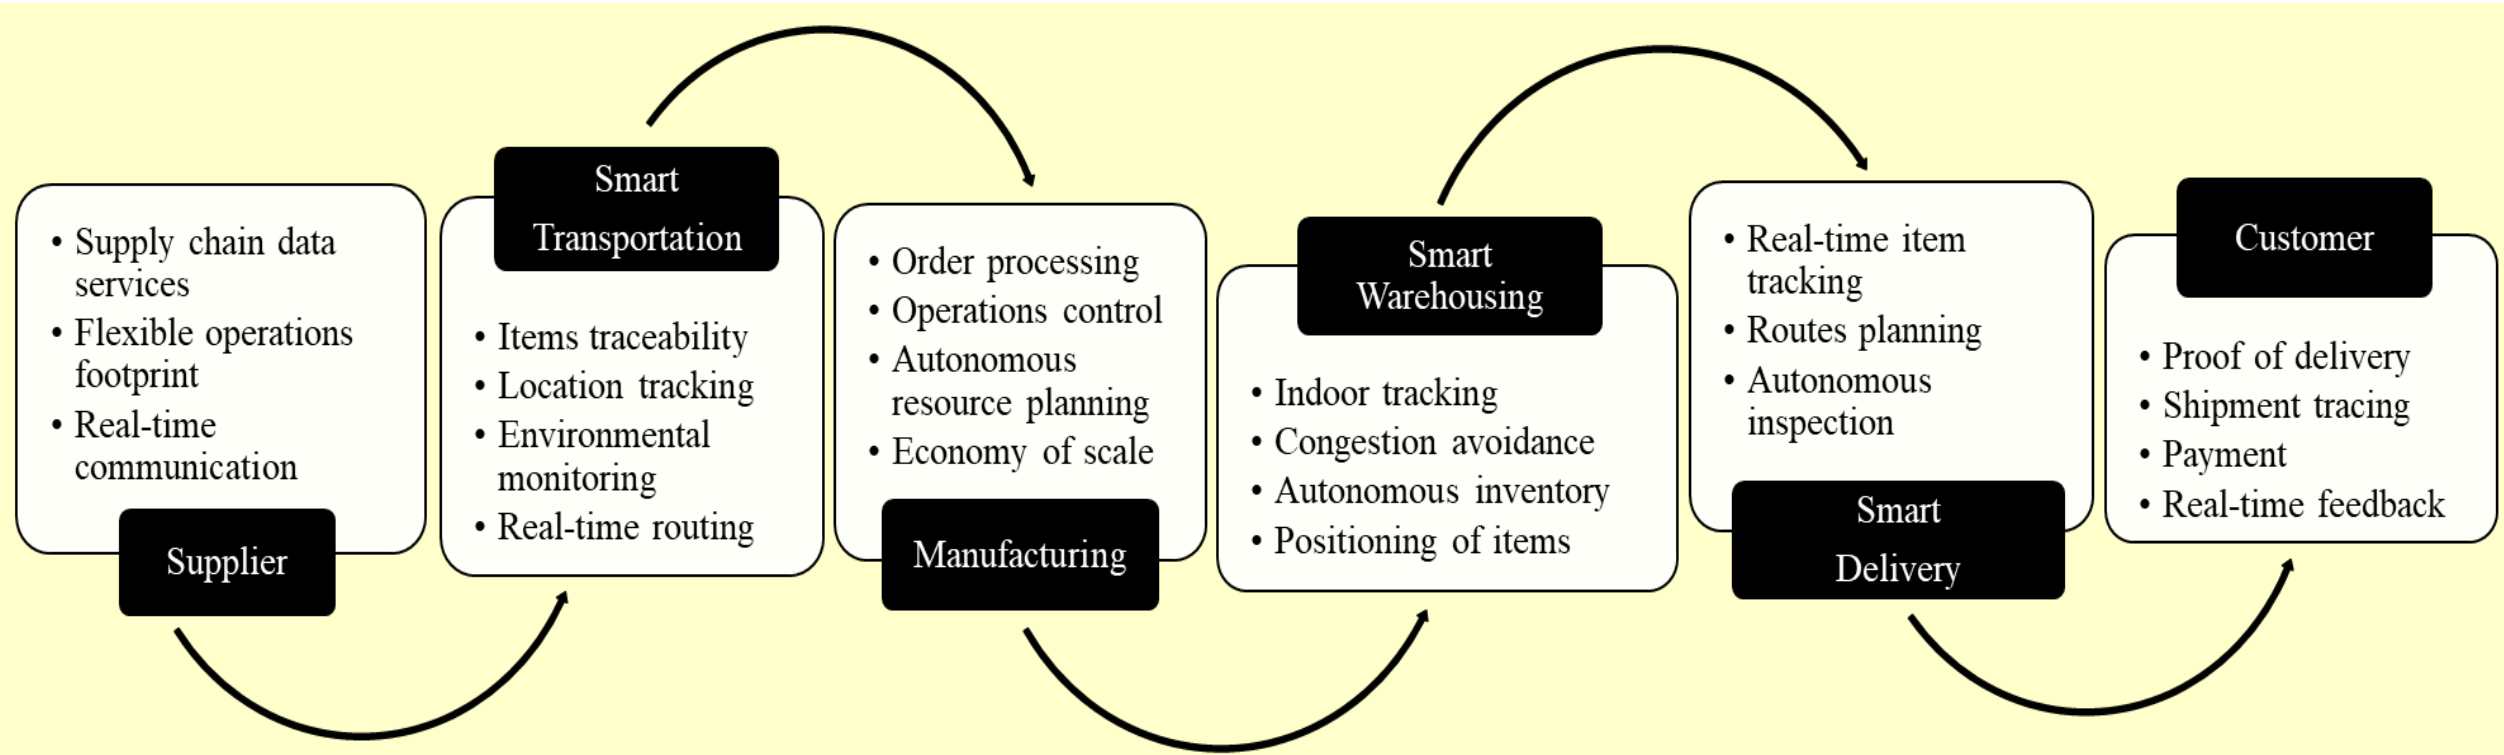 • Supply chain data
services
• Flexible operations
footprint
• Real-time
communication
Supplier
Smart
Transportation
• Items traceability
• Location tracking
• Environmental
monitoring
• Real-time routing
• Order processing
• Operations control
• Autonomous
resource planning
• Economy of scale
Manufacturing
Smart
Warehousing
• Indoor tracking
• Congestion avoidance
• Autonomous inventory
• Positioning of items
• Real-time item
tracking
• Routes planning
• Autonomous
inspection
Smart
Delivery
Customer
• Proof of delivery
• Shipment tracing
• Payment
• Real-time feedback